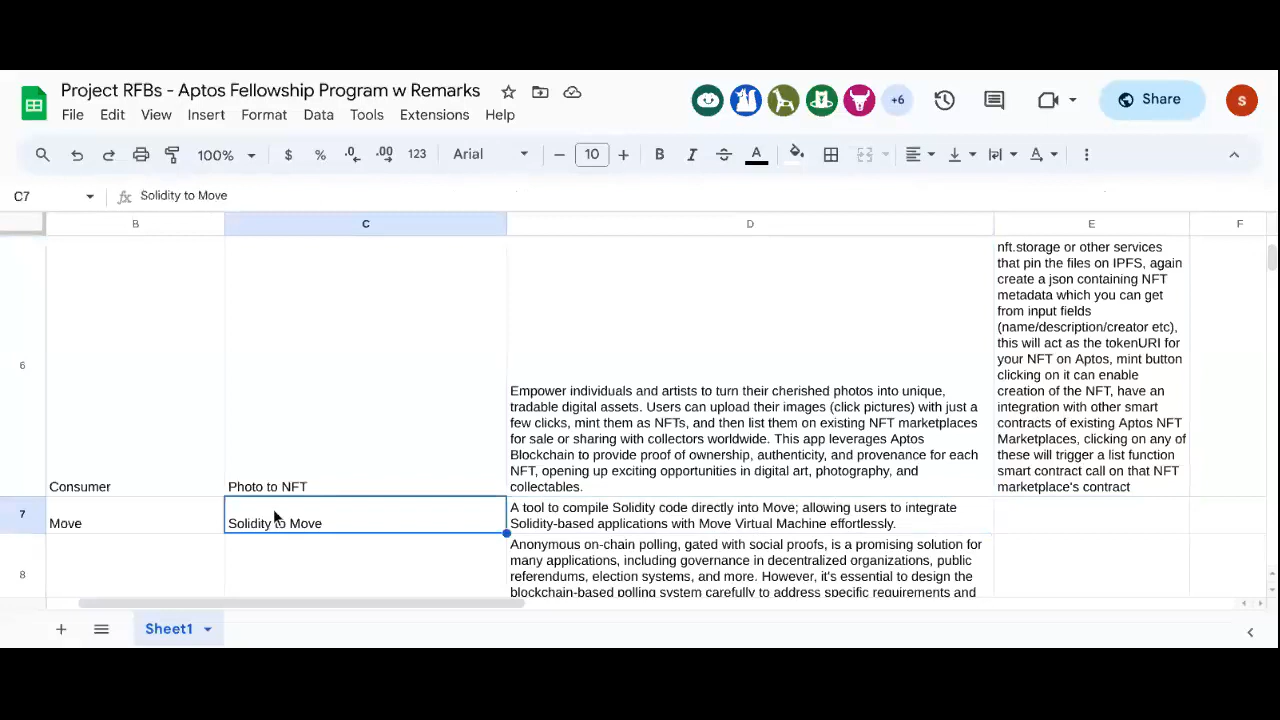 Project RFBs - Aptos Fellowship Program w Remarks
+6
Share
S
File Edit View Insert Format Data Tools Extensions Help
100% $ % .0 .00 123 Arial 10 B I A
C7 fx Solidity to Move
B C D E F
6
nft.storage or other services
that pin the files on IPFS, again
create a json containing NFT
metadata which you can get
from input fields
(name/description/creator etc),
this will act as the tokenURI for
your NFT on Aptos, mint button
clicking on it can enable
creation of the NFT, have an
integration with other smart
contracts of existing Aptos NFT
Marketplaces, clicking on any of
these will trigger a list function
smart contract call on that NFT
marketplace's contract
Empower individuals and artists to turn their cherished photos into unique,
tradable digital assets. Users can upload their images (click pictures) with just a
few clicks, mint them as NFTs, and then list them on existing NFT marketplaces
for sale or sharing with collectors worldwide. This app leverages Aptos
Blockchain to provide proof of ownership, authenticity, and provenance for each
NFT, opening up exciting opportunities in digital art, photography, and
collectables.
Consumer
Photo to NFT
7
Move
Solidity to Move
A tool to compile Solidity code directly into Move; allowing users to integrate
Solidity-based applications with Move Virtual Machine effortlessly.
8
Anonymous on-chain polling, gated with social proofs, is a promising solution for
many applications, including governance in decentralized organizations, public
referendums, election systems, and more. However, it's essential to design the
blockchain-based polling system carefully to address specific requirements and
Sheet1